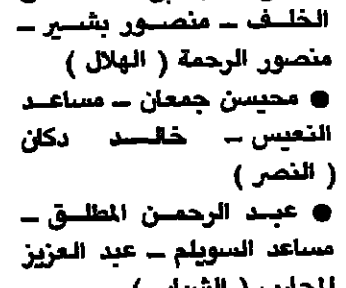 الخلف – منصور بشير –
منصور الرحمة ( الهلال )
● محيسن جمعان – مساعد
النعيس – خالد دكان
( النصر )
● عبد الرحمن المطلق –
مساعد السويلم – عبد العزيز
( الشباب )